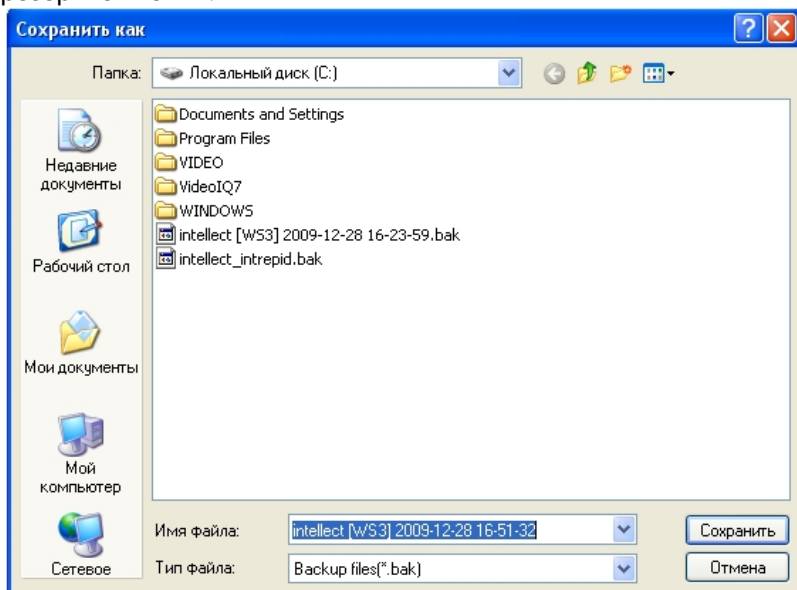 Сохранить как
Папка:
Локальный диск (C:)
Недавние
документы
Рабочий стол
Мои документы
Мой
компьютер
Сетевое
Documents and Settings
Program Files
VIDEO
VideoIQ7
WINDOWS
intellect [WS3] 2009-12-28 16-23-59.bak
intellect_intrepid.bak
Имя файла:
intellect [WS3] 2009-12-28 16-51-32
Сохранить
Тип файла:
Backup files(*.bak)
Отмена